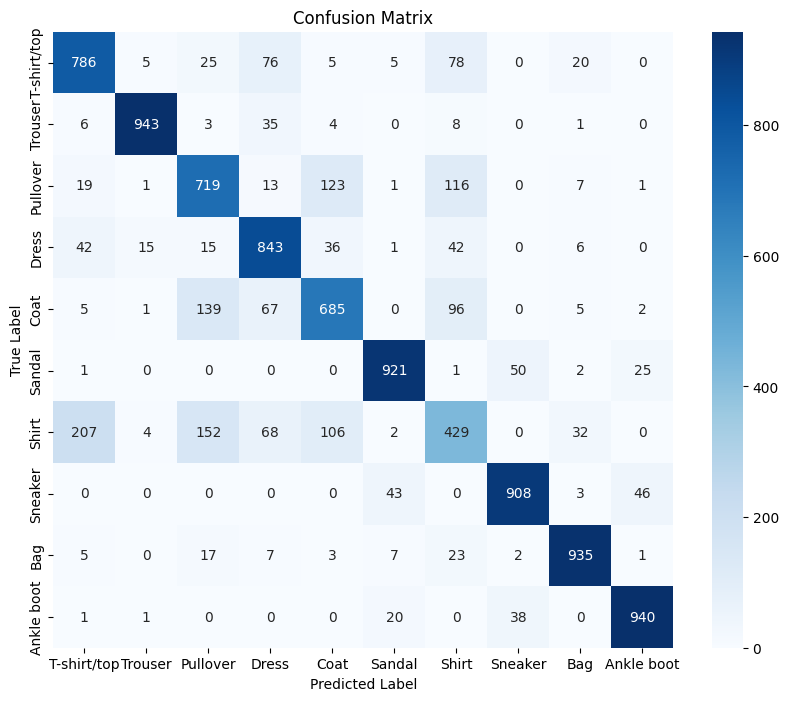 Confusion Matrix
T-shirt/top 786 5 25 76 5 5 78 0 20 0
Trouser 6 943 3 35 4 0 8 0 1 0
Pullover 19 1 719 13 123 1 116 0 7 1
Dress 42 15 15 843 36 1 42 0 6 0
Coat 5 1 139 67 685 0 96 0 5 2
Sandal 1 0 0 0 0 921 1 50 2 25
Shirt 207 4 152 68 106 2 429 0 32 0
Sneaker 0 0 0 0 0 43 0 908 3 46
Bag 5 0 17 7 3 7 23 2 935 1
Ankle boot 1 1 0 0 0 20 0 38 0 940
T-shirt/top Trouser Pullover Dress Coat Sandal Shirt Sneaker Bag Ankle boot
Predicted Label
True Label
800
600
400
200
0